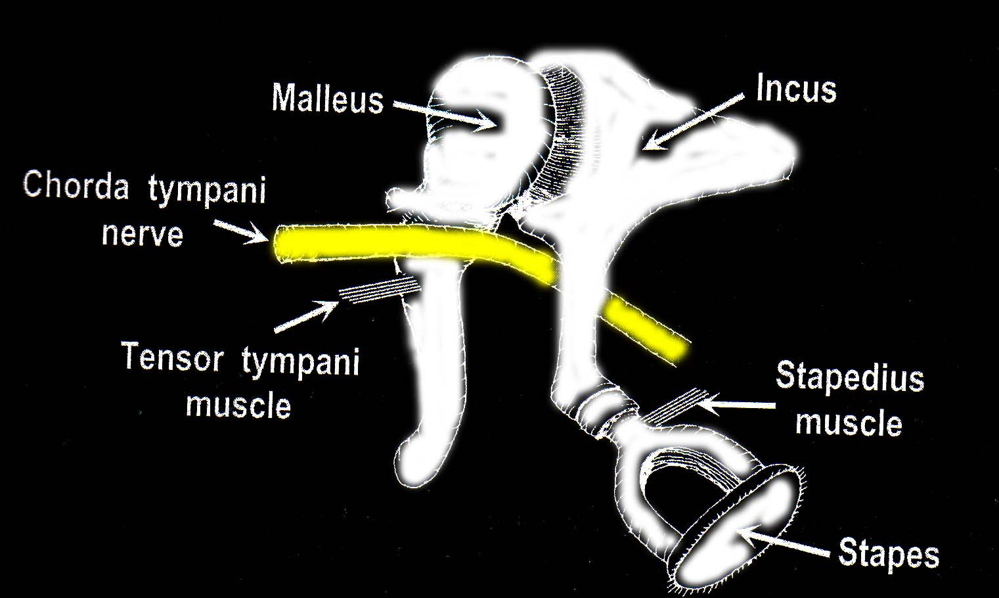 Malleus
Incus
Chorda tympani
nerve
Tensor tympani
muscle
Stapedius
muscle
Stapes